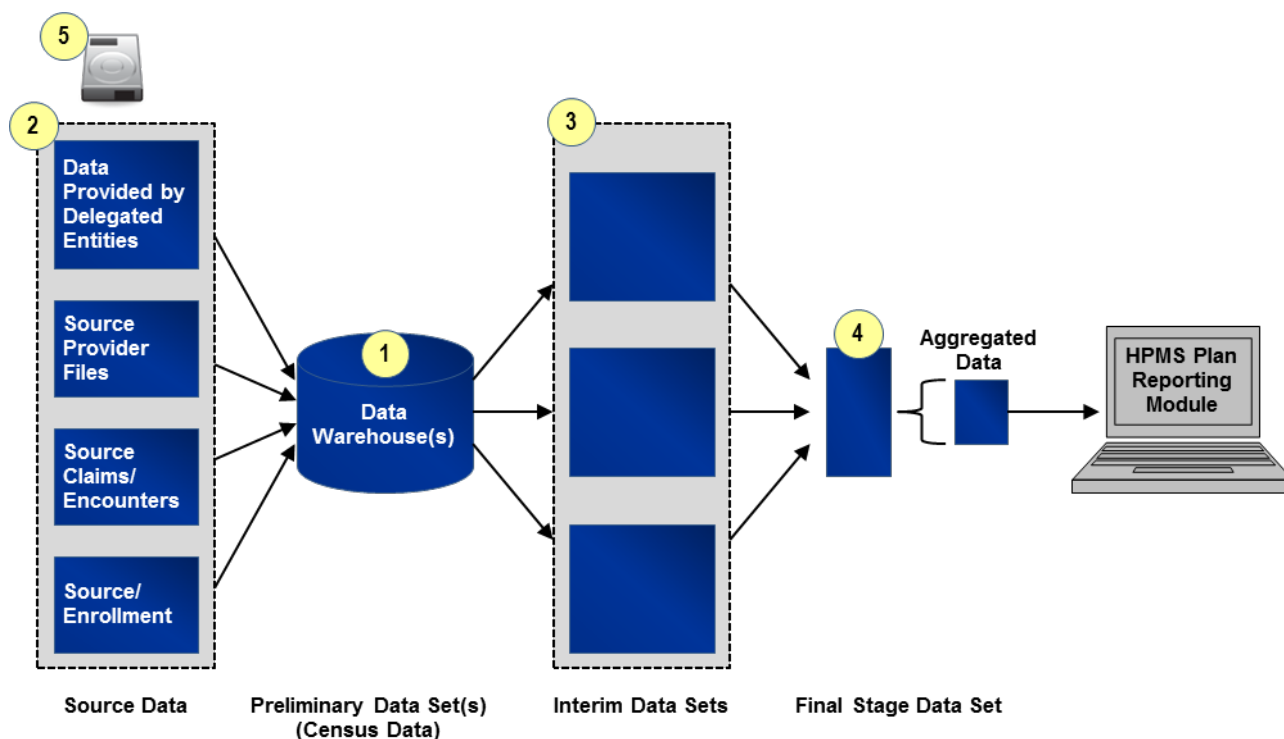 5
2
Data
Provided by
Delegated
Entities
Source
Provider
Files
Source
Claims/
Encounters
Source/
Enrollment
1
Data
Warehouse(s)
3
4
Aggregated
Data
HPMS Plan
Reporting
Module
Source Data
Preliminary Data Set(s)
(Census Data)
Interim Data Sets
Final Stage Data Set